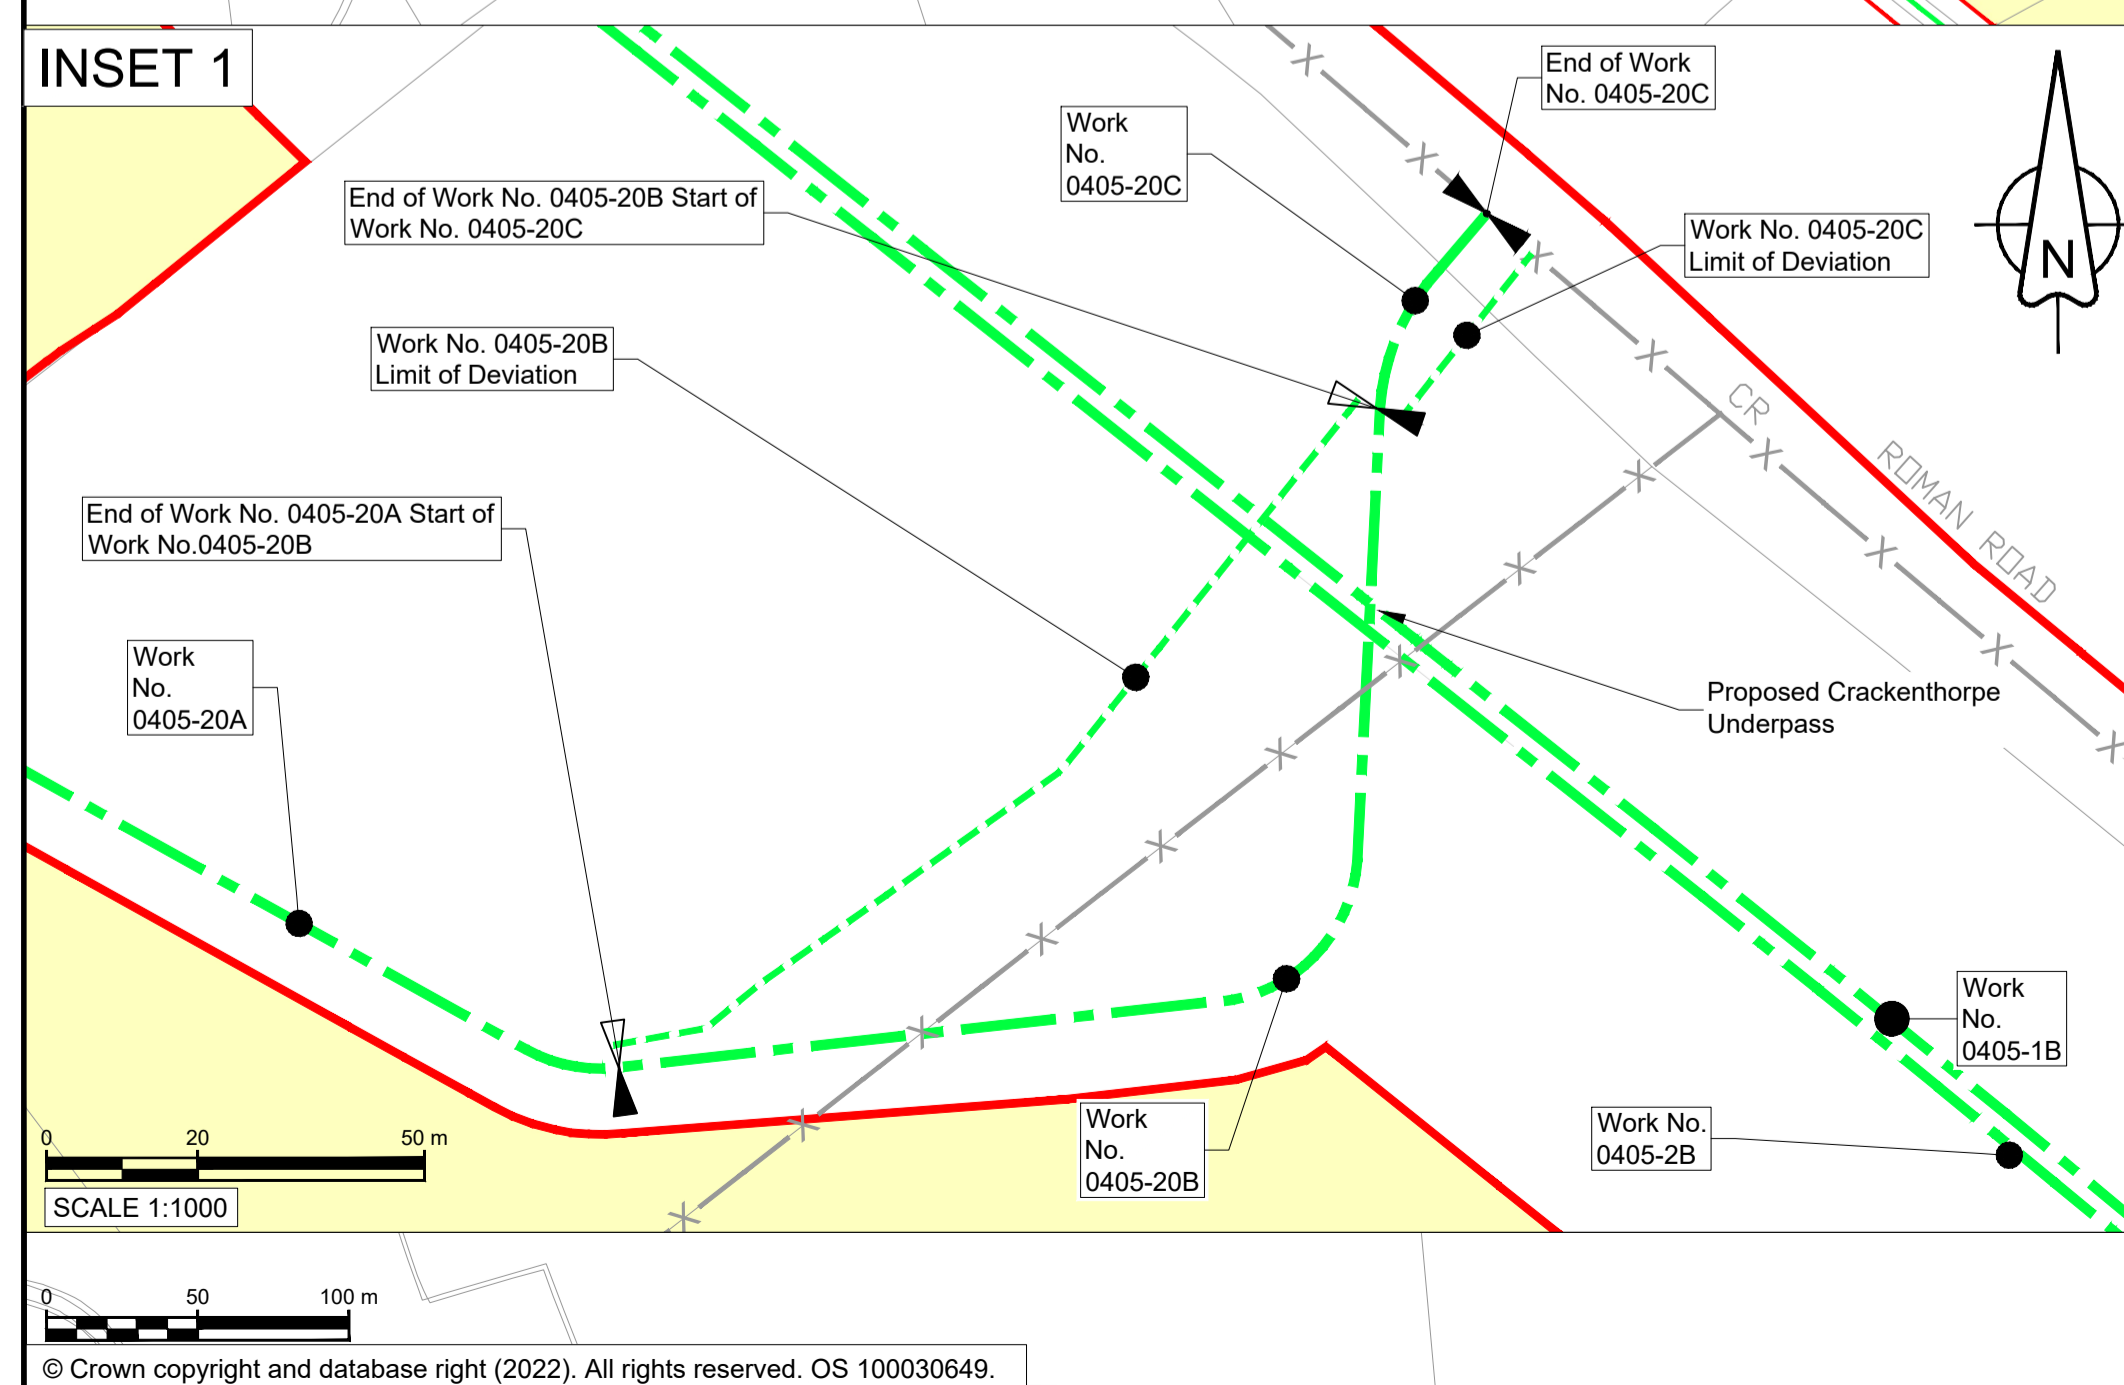 INSET 1
End of Work
No. 0405-20C
Work
No.
0405-20C
End of Work No. 0405-20B Start of
Work No. 0405-20C
Work No. 0405-20C
Limit of Deviation
N
Work No. 0405-20B
Limit of Deviation
CR
ROMAN ROAD
End of Work No. 0405-20A Start of
Work No.0405-20B
Work
No.
0405-20A
Proposed Crackenthorpe
Underpass
Work
No.
0405-1B
Work
No.
0405-20B
Work No.
0405-2B
0 20 50 m
SCALE 1:1000
0 50 100 m
© Crown copyright and database right (2022). All rights reserved. OS 100030649.